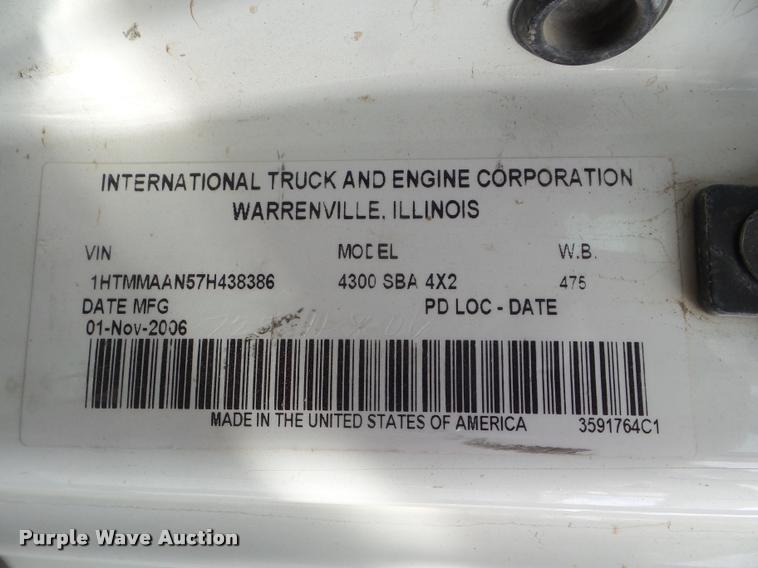 INTERNATIONAL TRUCK AND ENGINE CORPORATION
WARRENVILLE, ILLINOIS
VIN MODEL W.B.
1HTMMAAN57H438386 4300 SBA 4X2 475
DATE MFG PD LOC - DATE
01-Nov-2006
MADE IN THE UNITED STATES OF AMERICA 3591764C1
Purple Wave Auction